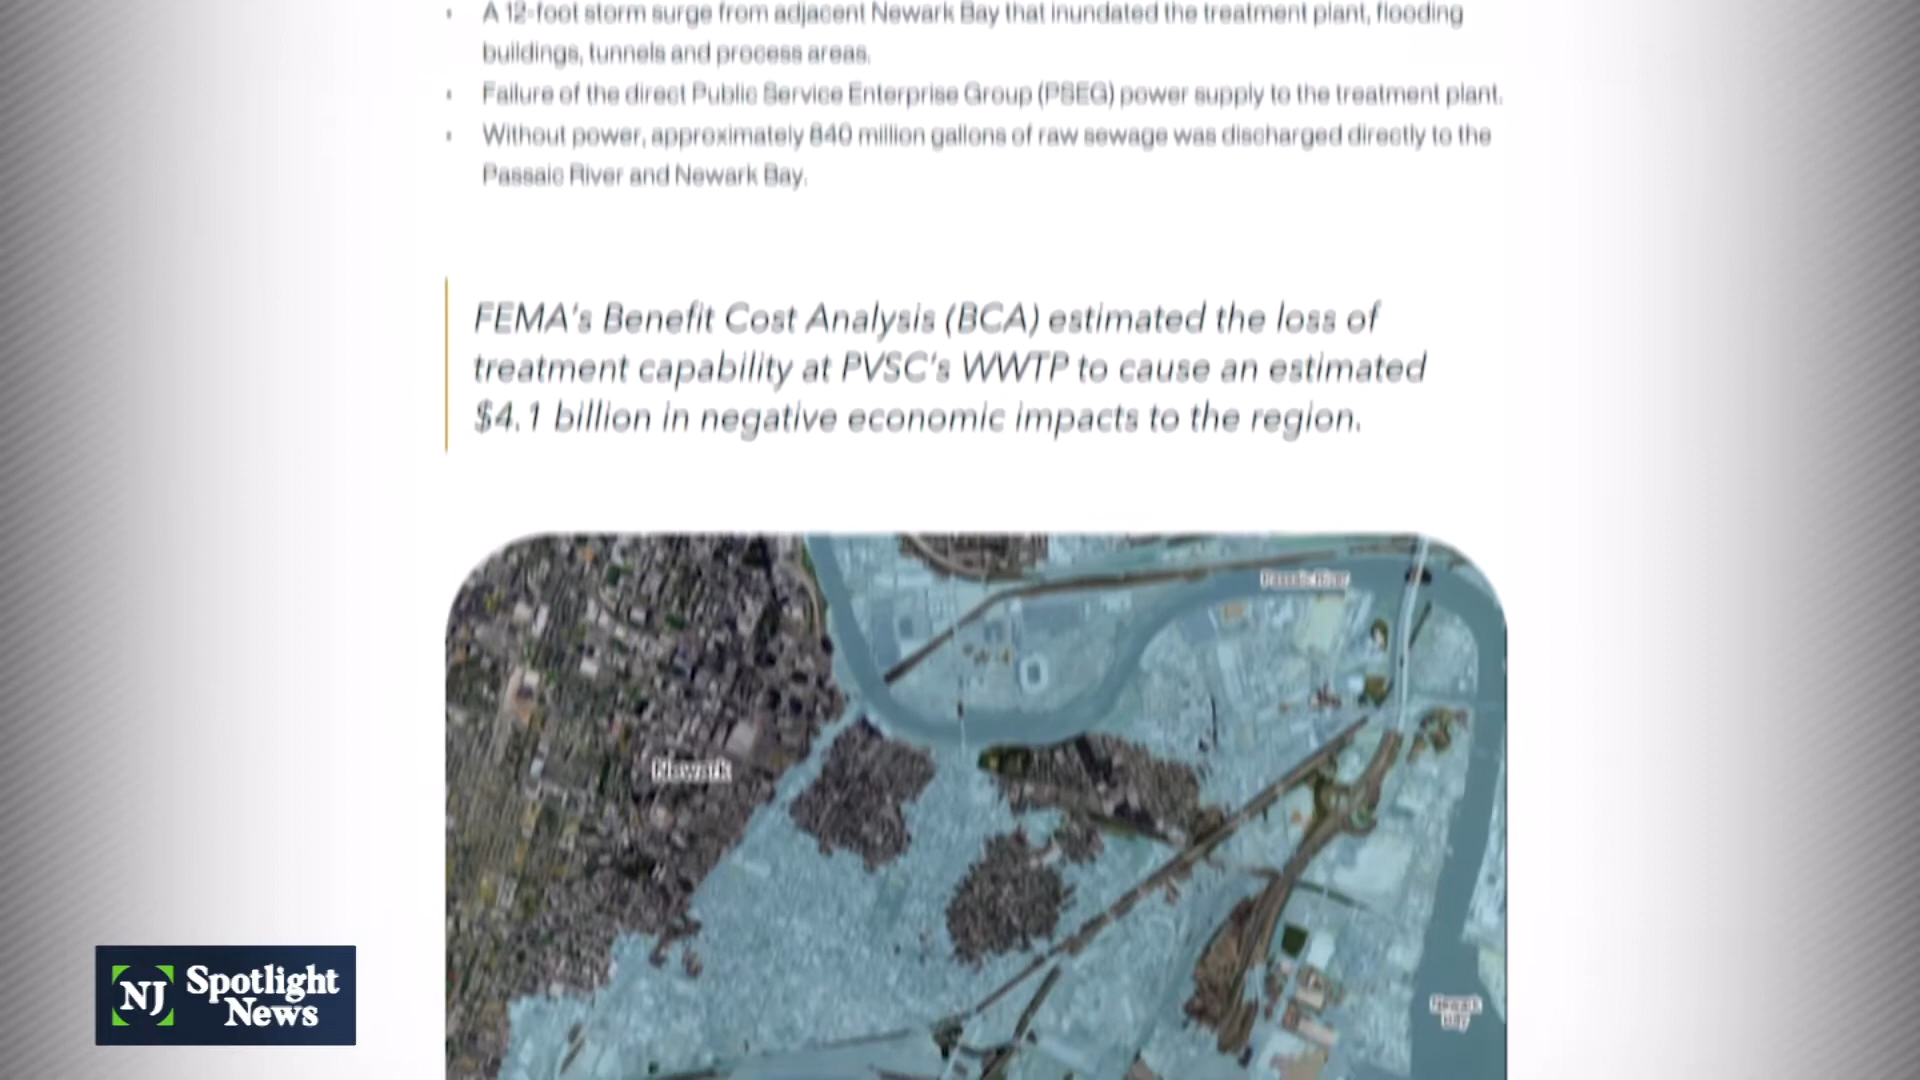 A 12-foot storm surge from adjacent Newark Bay that inundated the treatment plant, flooding
buildings, tunnels and process areas.
Failure of the direct Public Service Enterprise Group (PSEG) power supply to the treatment plant.
Without power, approximately 840 million gallons of raw sewage was discharged directly to the
Passaic River and Newark Bay.
FEMA's Benefit Cost Analysis (BCA) estimated the loss of
treatment capability at PVSC's WWTP to cause an estimated
$4.1 billion in negative economic impacts to the region.
Passaic River
Newark
Newark
Bay
NJ
Spotlight
News